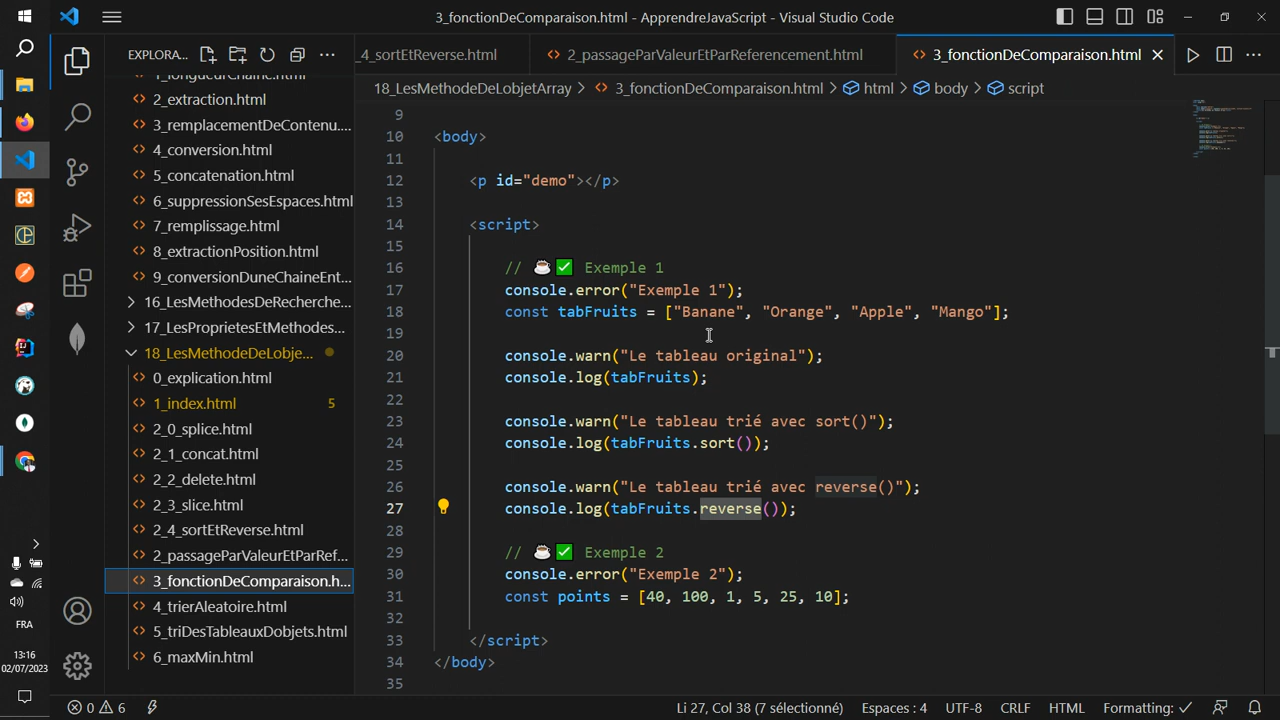 3_fonctionDeComparaison.html - ApprendreJavaScript - Visual Studio Code
EXPLORA... ···
_4_sortEtReverse.html
2_passageParValeurEtParReferencement.html
3_fonctionDeComparaison.html
18_LesMethodeDeLobjetArray > 3_fonctionDeComparaison.html > html > body > script
1_longueurChaine.html
2_extraction.html
3_remplacementDeContenu....
4_conversion.html
5_concatenation.html
6_suppressionSesEspaces.html
7_remplissage.html
8_extractionPosition.html
9_conversionDuneChaineEnt...
16_LesMethodesDeRecherche...
17_LesProprietesEtMethodes...
18_LesMethodeDeLobje...
0_explication.html
1_index.html 5
2_0_splice.html
2_1_concat.html
2_2_delete.html
2_3_slice.html
2_4_sortEtReverse.html
2_passageParValeurEtParRef...
3_fonctionDeComparaison.h...
4_trierAleatoire.html
5_triDesTableauxDobjets.html
6_maxMin.html
9
10 <body>
11
12 <p id="demo"></p>
13
14 <script>
15
16 // ☕✅ Exemple 1
17 console.error("Exemple 1");
18 const tabFruits = ["Banane", "Orange", "Apple", "Mango"];
19
20 console.warn("Le tableau original");
21 console.log(tabFruits);
22
23 console.warn("Le tableau trié avec sort()");
24 console.log(tabFruits.sort());
25
26 console.warn("Le tableau trié avec reverse()");
27 console.log(tabFruits.reverse());
28
29 // ☕✅ Exemple 2
30 console.error("Exemple 2");
31 const points = [40, 100, 1, 5, 25, 10];
32
33 </script>
34 </body>
35
FRA
13:16
02/07/2023
0 6
Li 27, Col 38 (7 sélectionné) Espaces : 4 UTF-8 CRLF HTML Formatting: ✓